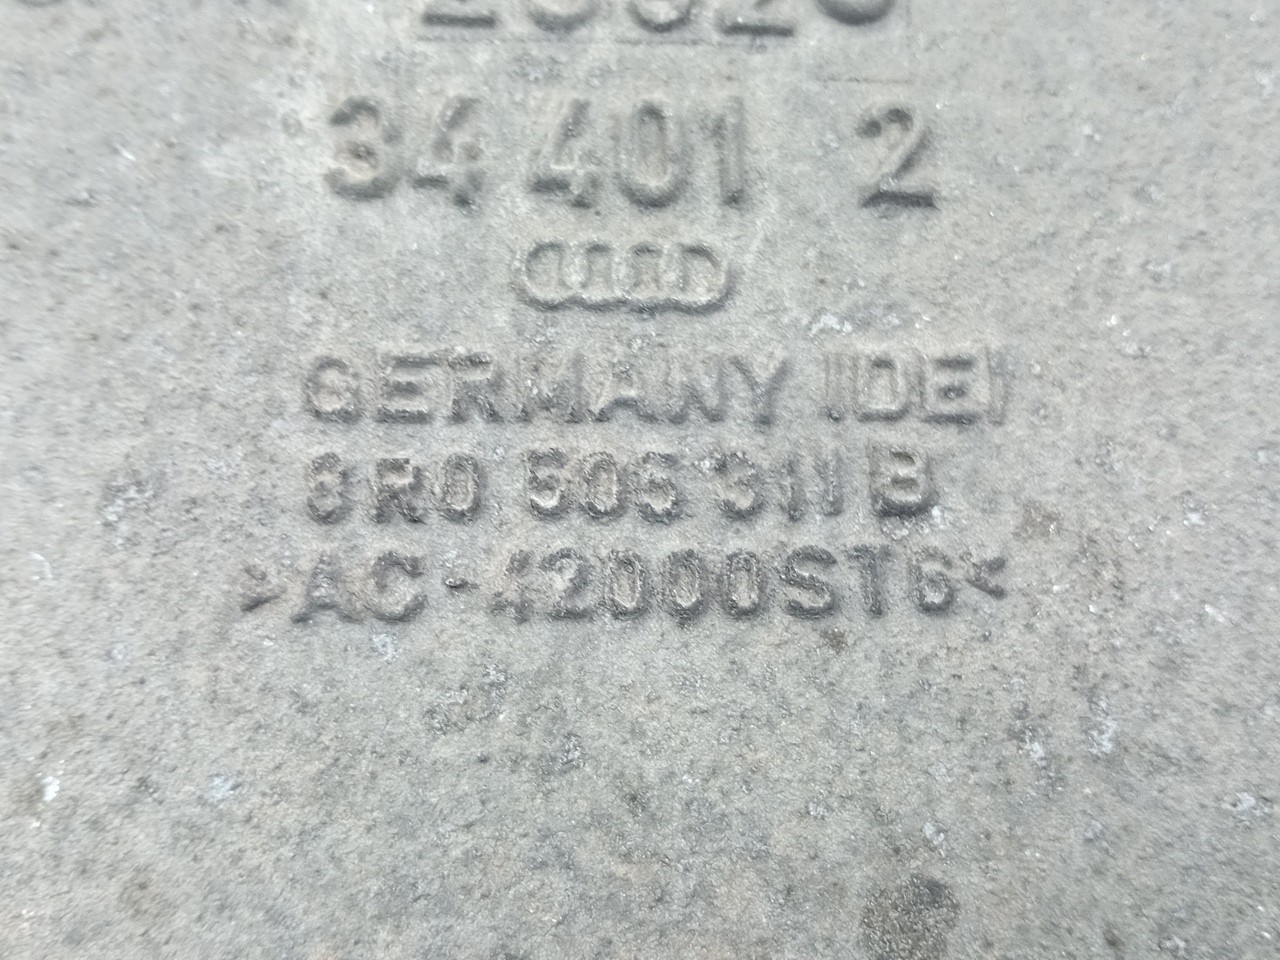 34 401 2
GERMANY (DE)
8R0 505 311 B
>AC-42000ST6<